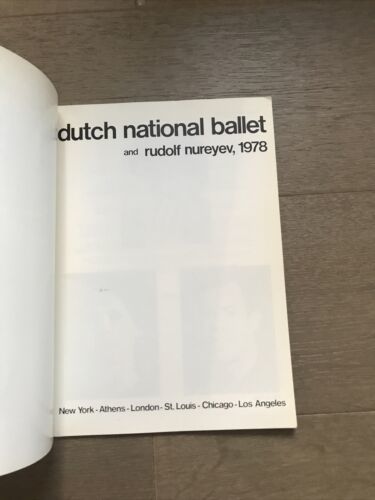 dutch national ballet
and rudolf nureyev, 1978
New York - Athens - London - St. Louis - Chicago - Los Angeles